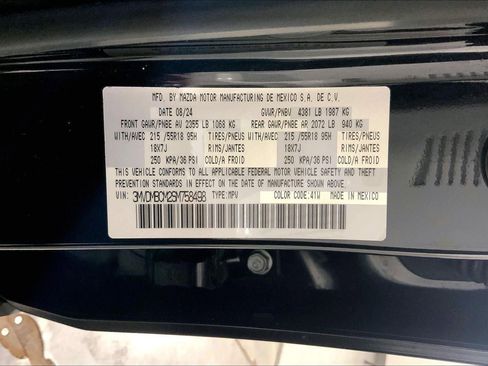 MFD. BY MAZDA MOTOR MANUFACTURING DE MEXICO S.A. DE C.V.
DATE 08/24 GVWR/PNBV 4381 LB 1987 KG
FRONT GAWR/PNBE AV 2355 LB 1068 KG REAR GAWR/PNBE AR 2072 LB 940 KG
WITH/AVEC 215 /55R18 95H TIRES/PNEUS WITH/AVEC 215 /55R18 95H TIRES/PNEUS
18X7J RIMS/JANTES 18X7J RIMS/JANTES
250 KPA/36 PSI COLD/A FROID 250 KPA/36 PSI COLD/A FROID
THIS VEHICLE CONFORMS TO ALL APPLICABLE FEDERAL MOTOR VEHICLE SAFETY AND THEFT
PREVENTION STANDARDS IN EFFECT ON THE DATE OF MANUFACTURE SHOWN ABOVE.
VIN: 3MVDMBCM2SM758498 TYPE:MPV COLOR CODE:41W MADE IN MEXICO